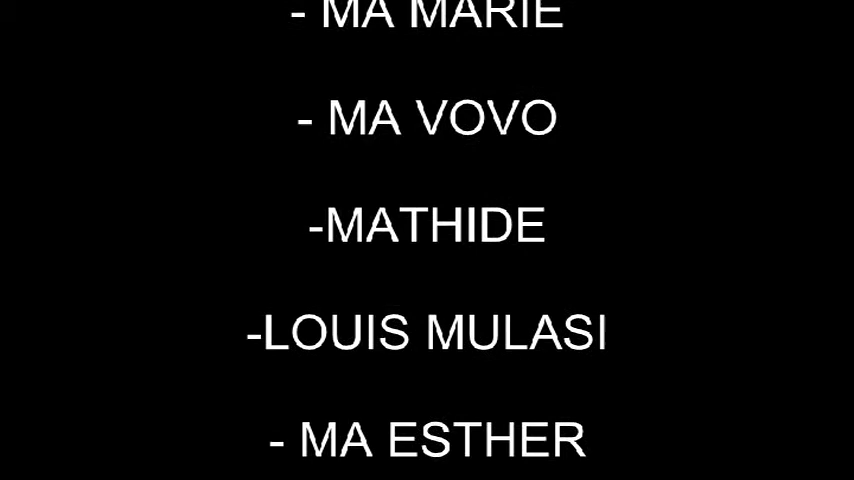 - MA MARIE
- MA VOVO
-MATHIDE
-LOUIS MULASI
- MA ESTHER